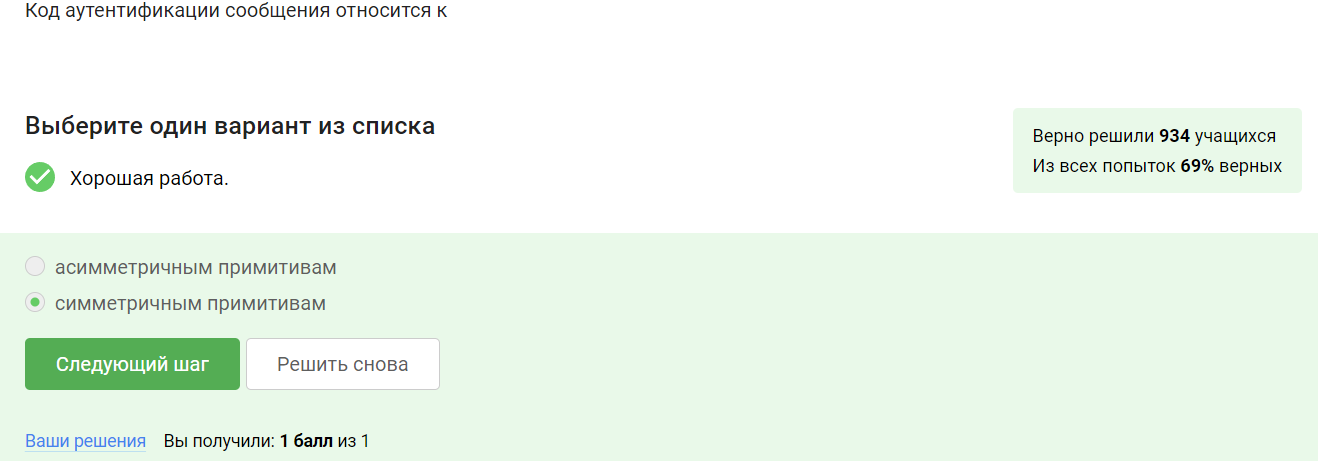 Код аутентификации сообщения относится к
Выберите один вариант из списка
Хорошая работа.
Верно решили 934 учащихся
Из всех попыток 69% верных
асимметричным примитивам
симметричным примитивам
Следующий шаг
Решить снова
Ваши решения Вы получили: 1 балл из 1